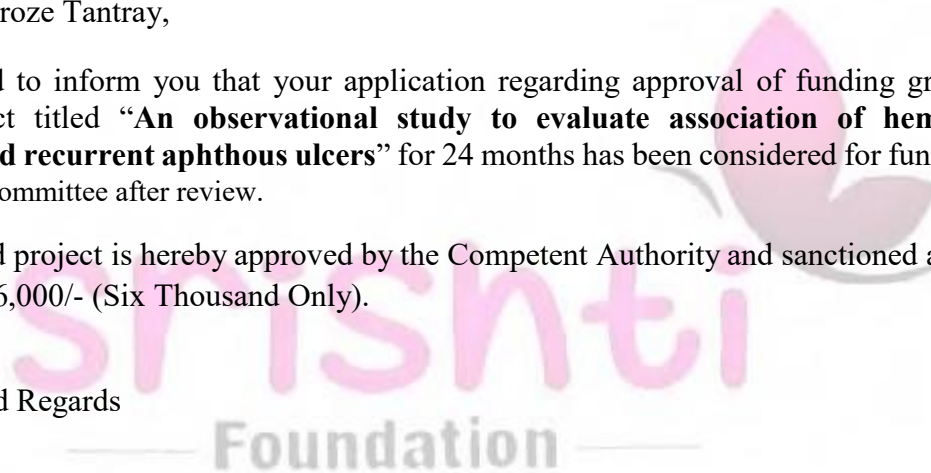 roze Tantray,
d to inform you that your application regarding approval of funding gr
ct titled “An observational study to evaluate association of hem
d recurrent aphthous ulcers” for 24 months has been considered for fun
ommittee after review.
d project is hereby approved by the Competent Authority and sanctioned a
6,000/- (Six Thousand Only).
srishti
d Regards
Foundation